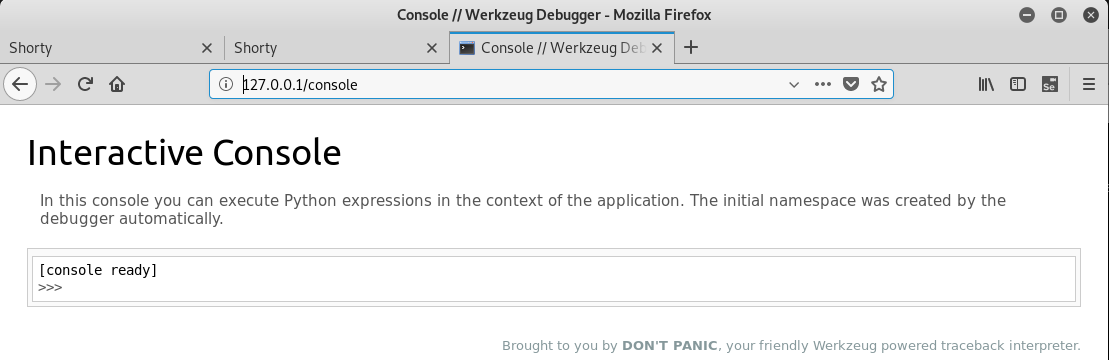 Console // Werkzeug Debugger - Mozilla Firefox
Shorty
Shorty
Console // Werkzeug Deb
127.0.0.1/console
Se
Interactive Console
In this console you can execute Python expressions in the context of the application. The initial namespace was created by the
debugger automatically.
[console ready]
>>>
Brought to you by DON'T PANIC, your friendly Werkzeug powered traceback interpreter.